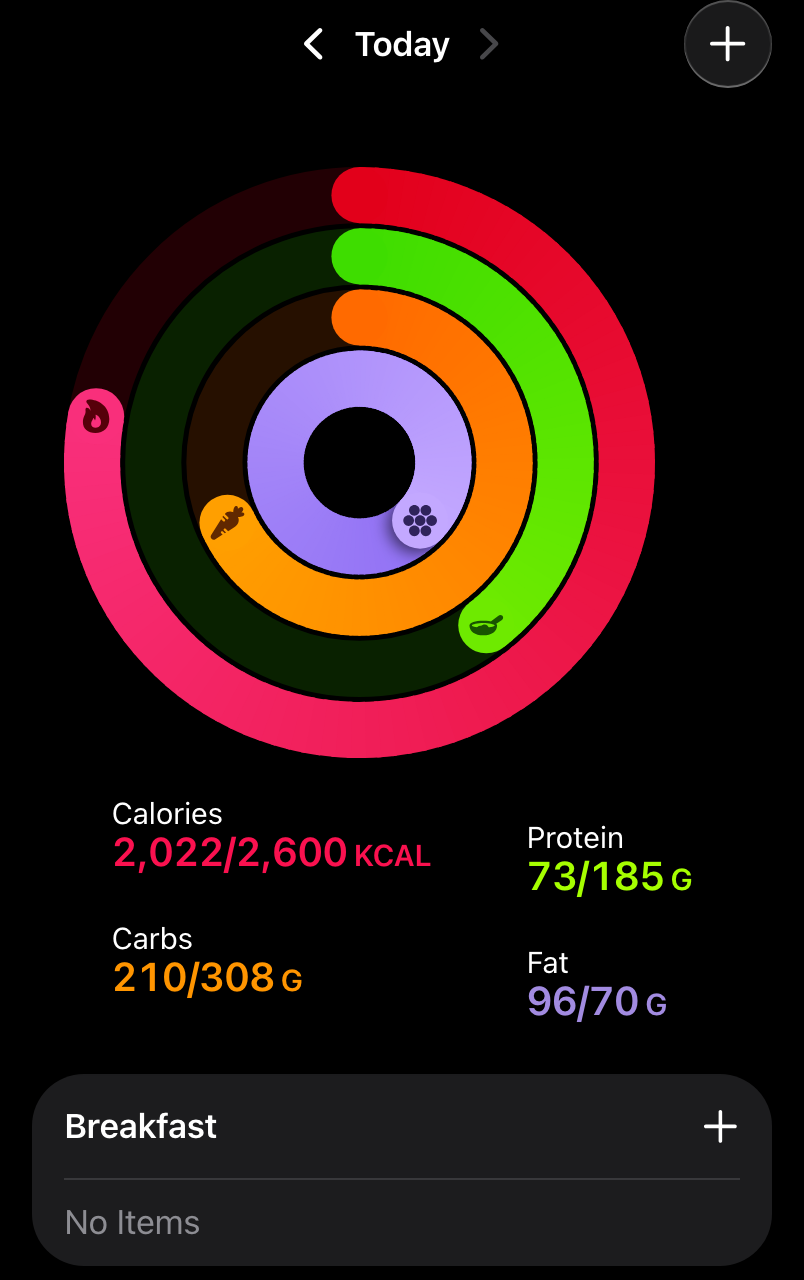 Today
Calories
2,022/2,600 KCAL
Protein
73/185 G
Carbs
210/308 G
Fat
96/70 G
Breakfast
No Items